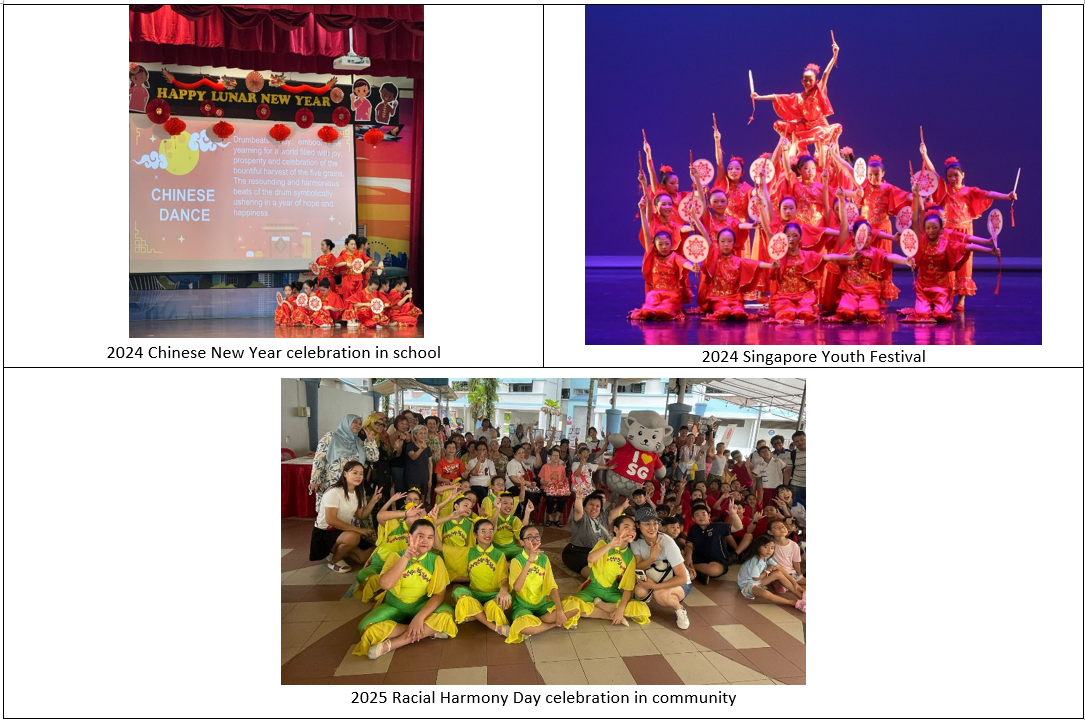 HAPPY LUNAR NEW YEAR
CHINESE
DANCE
Drumbeats
yearning for a world filled with joy,
prosperity and celebration of the
bountiful harvest of the five grains.
The resounding and harmonious
beats of the drum symbolically
ushering in a year of hope and
happiness.
2024 Chinese New Year celebration in school
2024 Singapore Youth Festival
I
SG
2025 Racial Harmony Day celebration in community